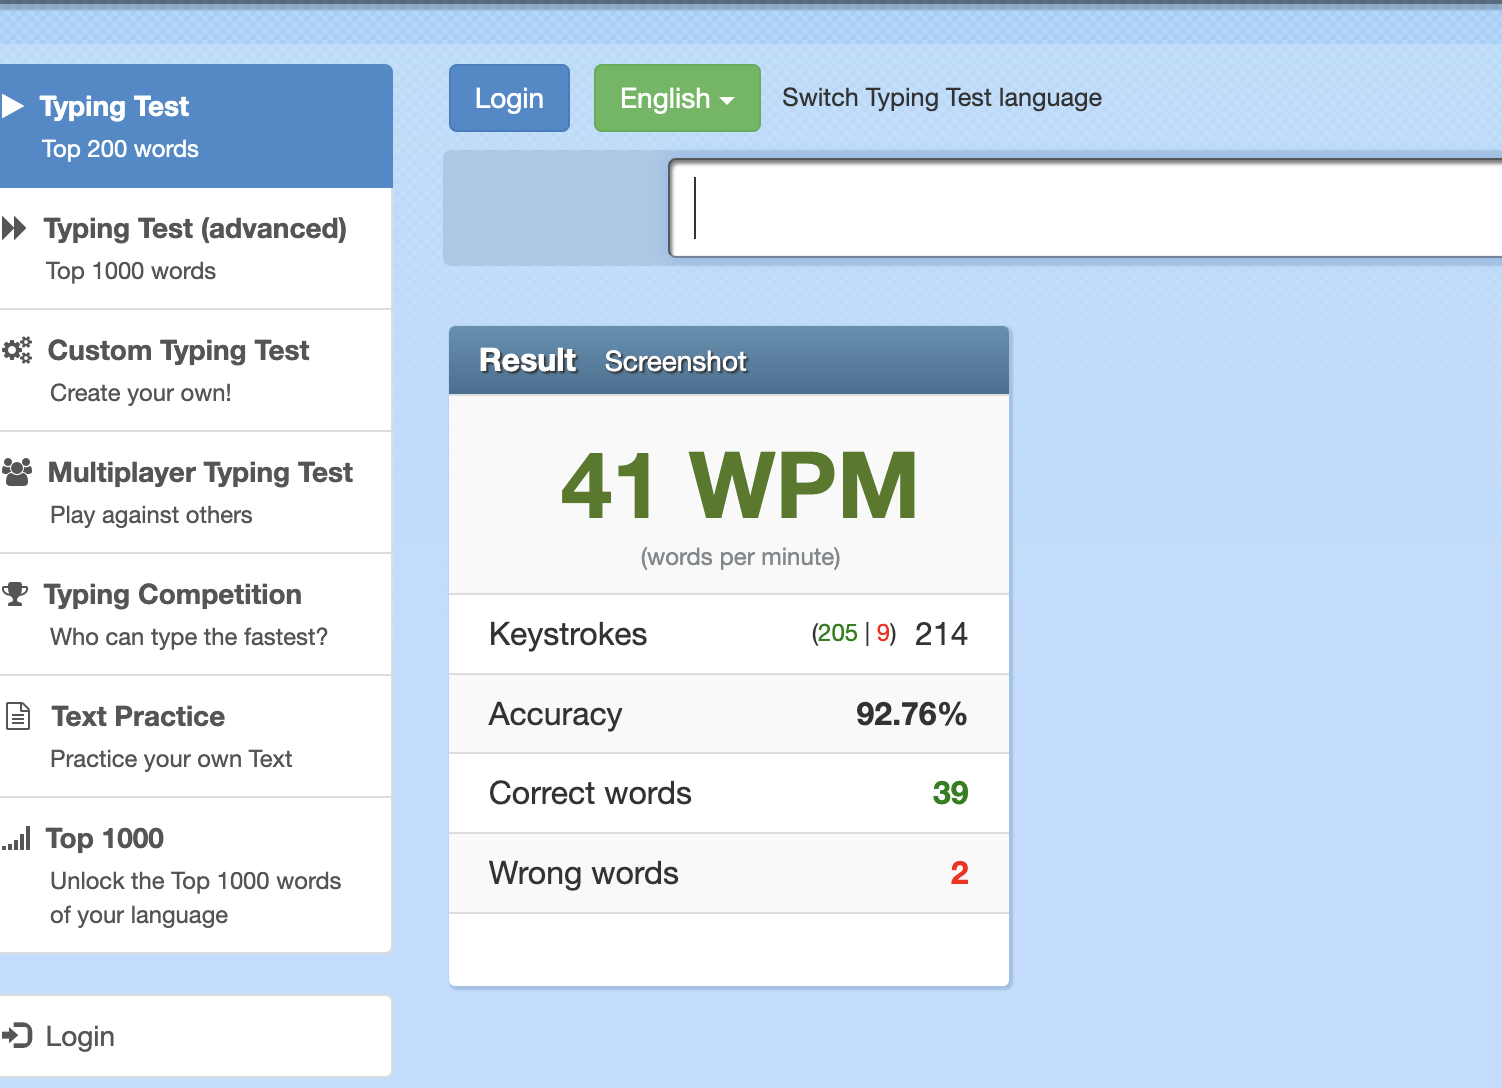 Typing Test
Top 200 words
Typing Test (advanced)
Top 1000 words
Custom Typing Test
Create your own!
Multiplayer Typing Test
Play against others
Typing Competition
Who can type the fastest?
Text Practice
Practice your own Text
Top 1000
Unlock the Top 1000 words
of your language
Login
Login English Switch Typing Test language
Result Screenshot
41 WPM
(words per minute)
Keystrokes (205 | 9) 214
Accuracy 92.76%
Correct words 39
Wrong words 2